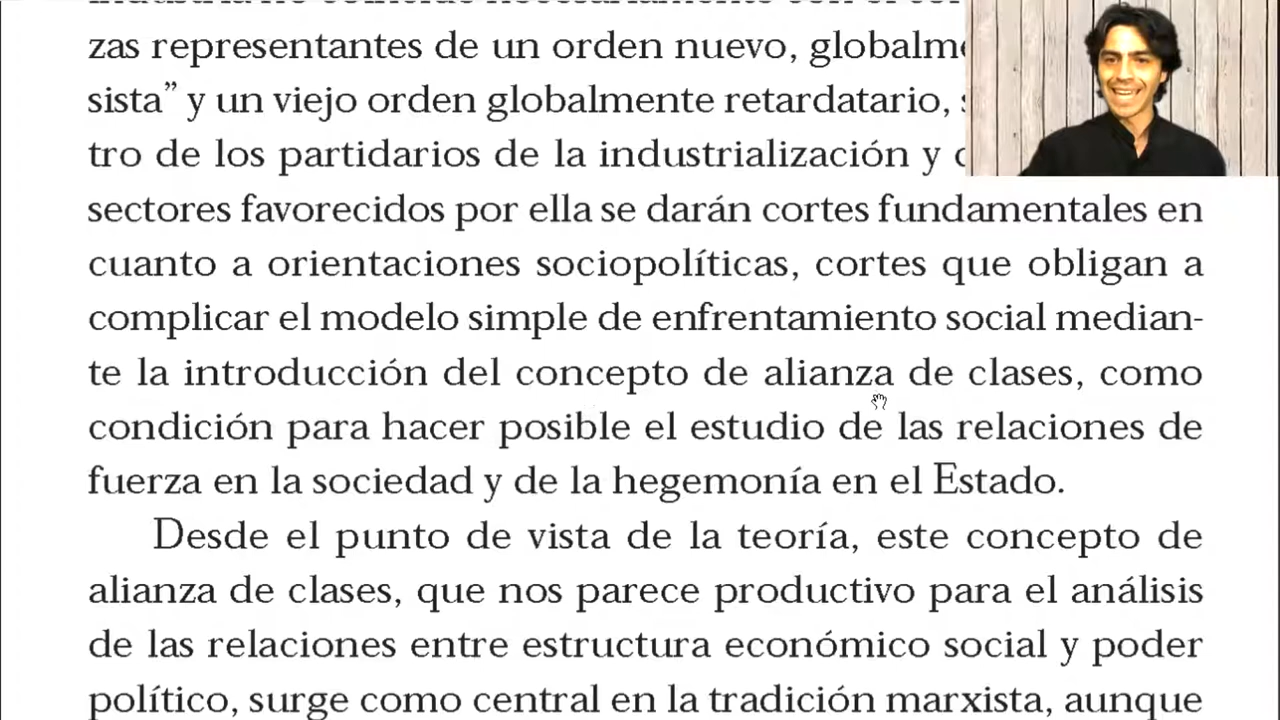 zas representantes de un orden nuevo,
sista” y un viejo orden globalmente retardatario,
tro de los partidarios de la industrialización y
sectores favorecidos por ella se darán cortes fundamentales en
cuanto a orientaciones sociopolíticas, cortes que obligan a
complicar el modelo simple de enfrentamiento social median-
te la introducción del concepto de alianza de clases, como
condición para hacer posible el estudio de las relaciones de
fuerza en la sociedad y de la hegemonía en el Estado.
Desde el punto de vista de la teoría, este concepto de
alianza de clases, que nos parece productivo para el análisis
de las relaciones entre estructura económico social y poder
político, surge como central en la tradición marxista, aunque